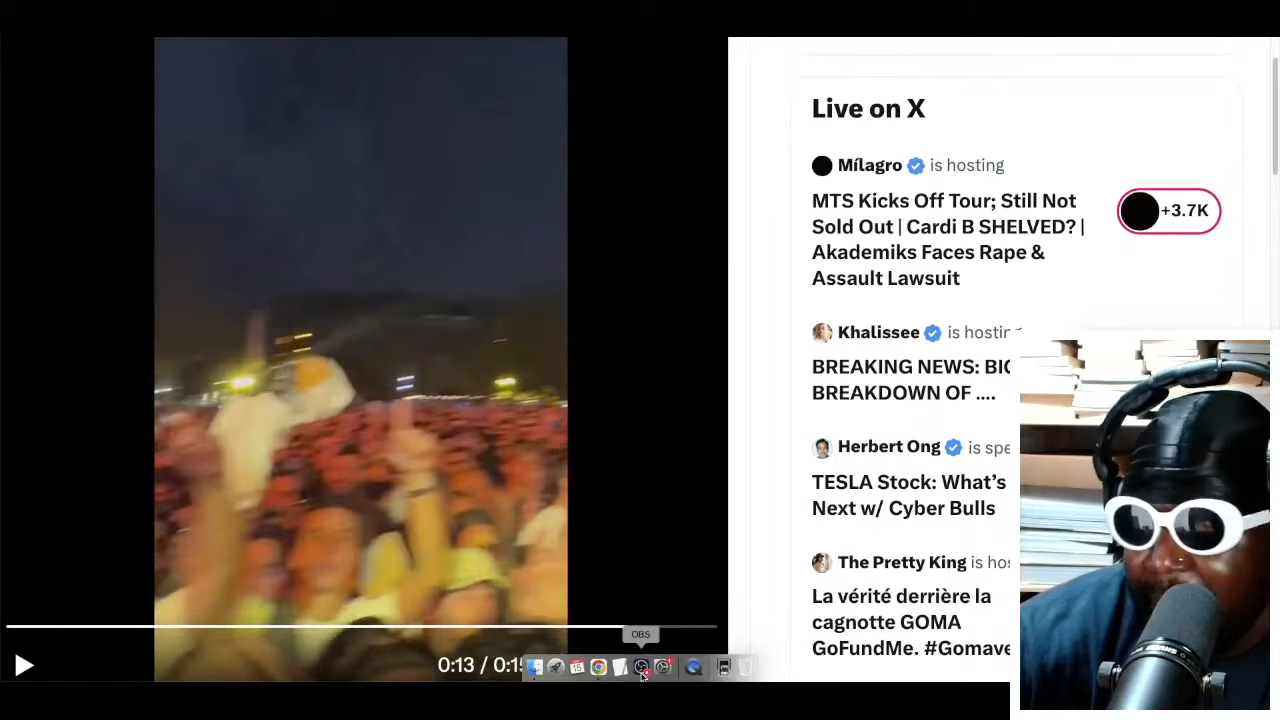 Live on X
Mílagro is hosting
MTS Kicks Off Tour; Still Not
Sold Out | Cardi B SHELVED? |
Akademiks Faces Rape &
Assault Lawsuit
+3.7K
Khalissee is hostin
BREAKING NEWS: BIG
BREAKDOWN OF ....
Herbert Ong is spe
TESLA Stock: What's
Next w/ Cyber Bulls
The Pretty King is hos
La vérité derrière la
cagnotte GOMA
GoFundMe. #Gomave
OBS
0:13 / 0:15
15